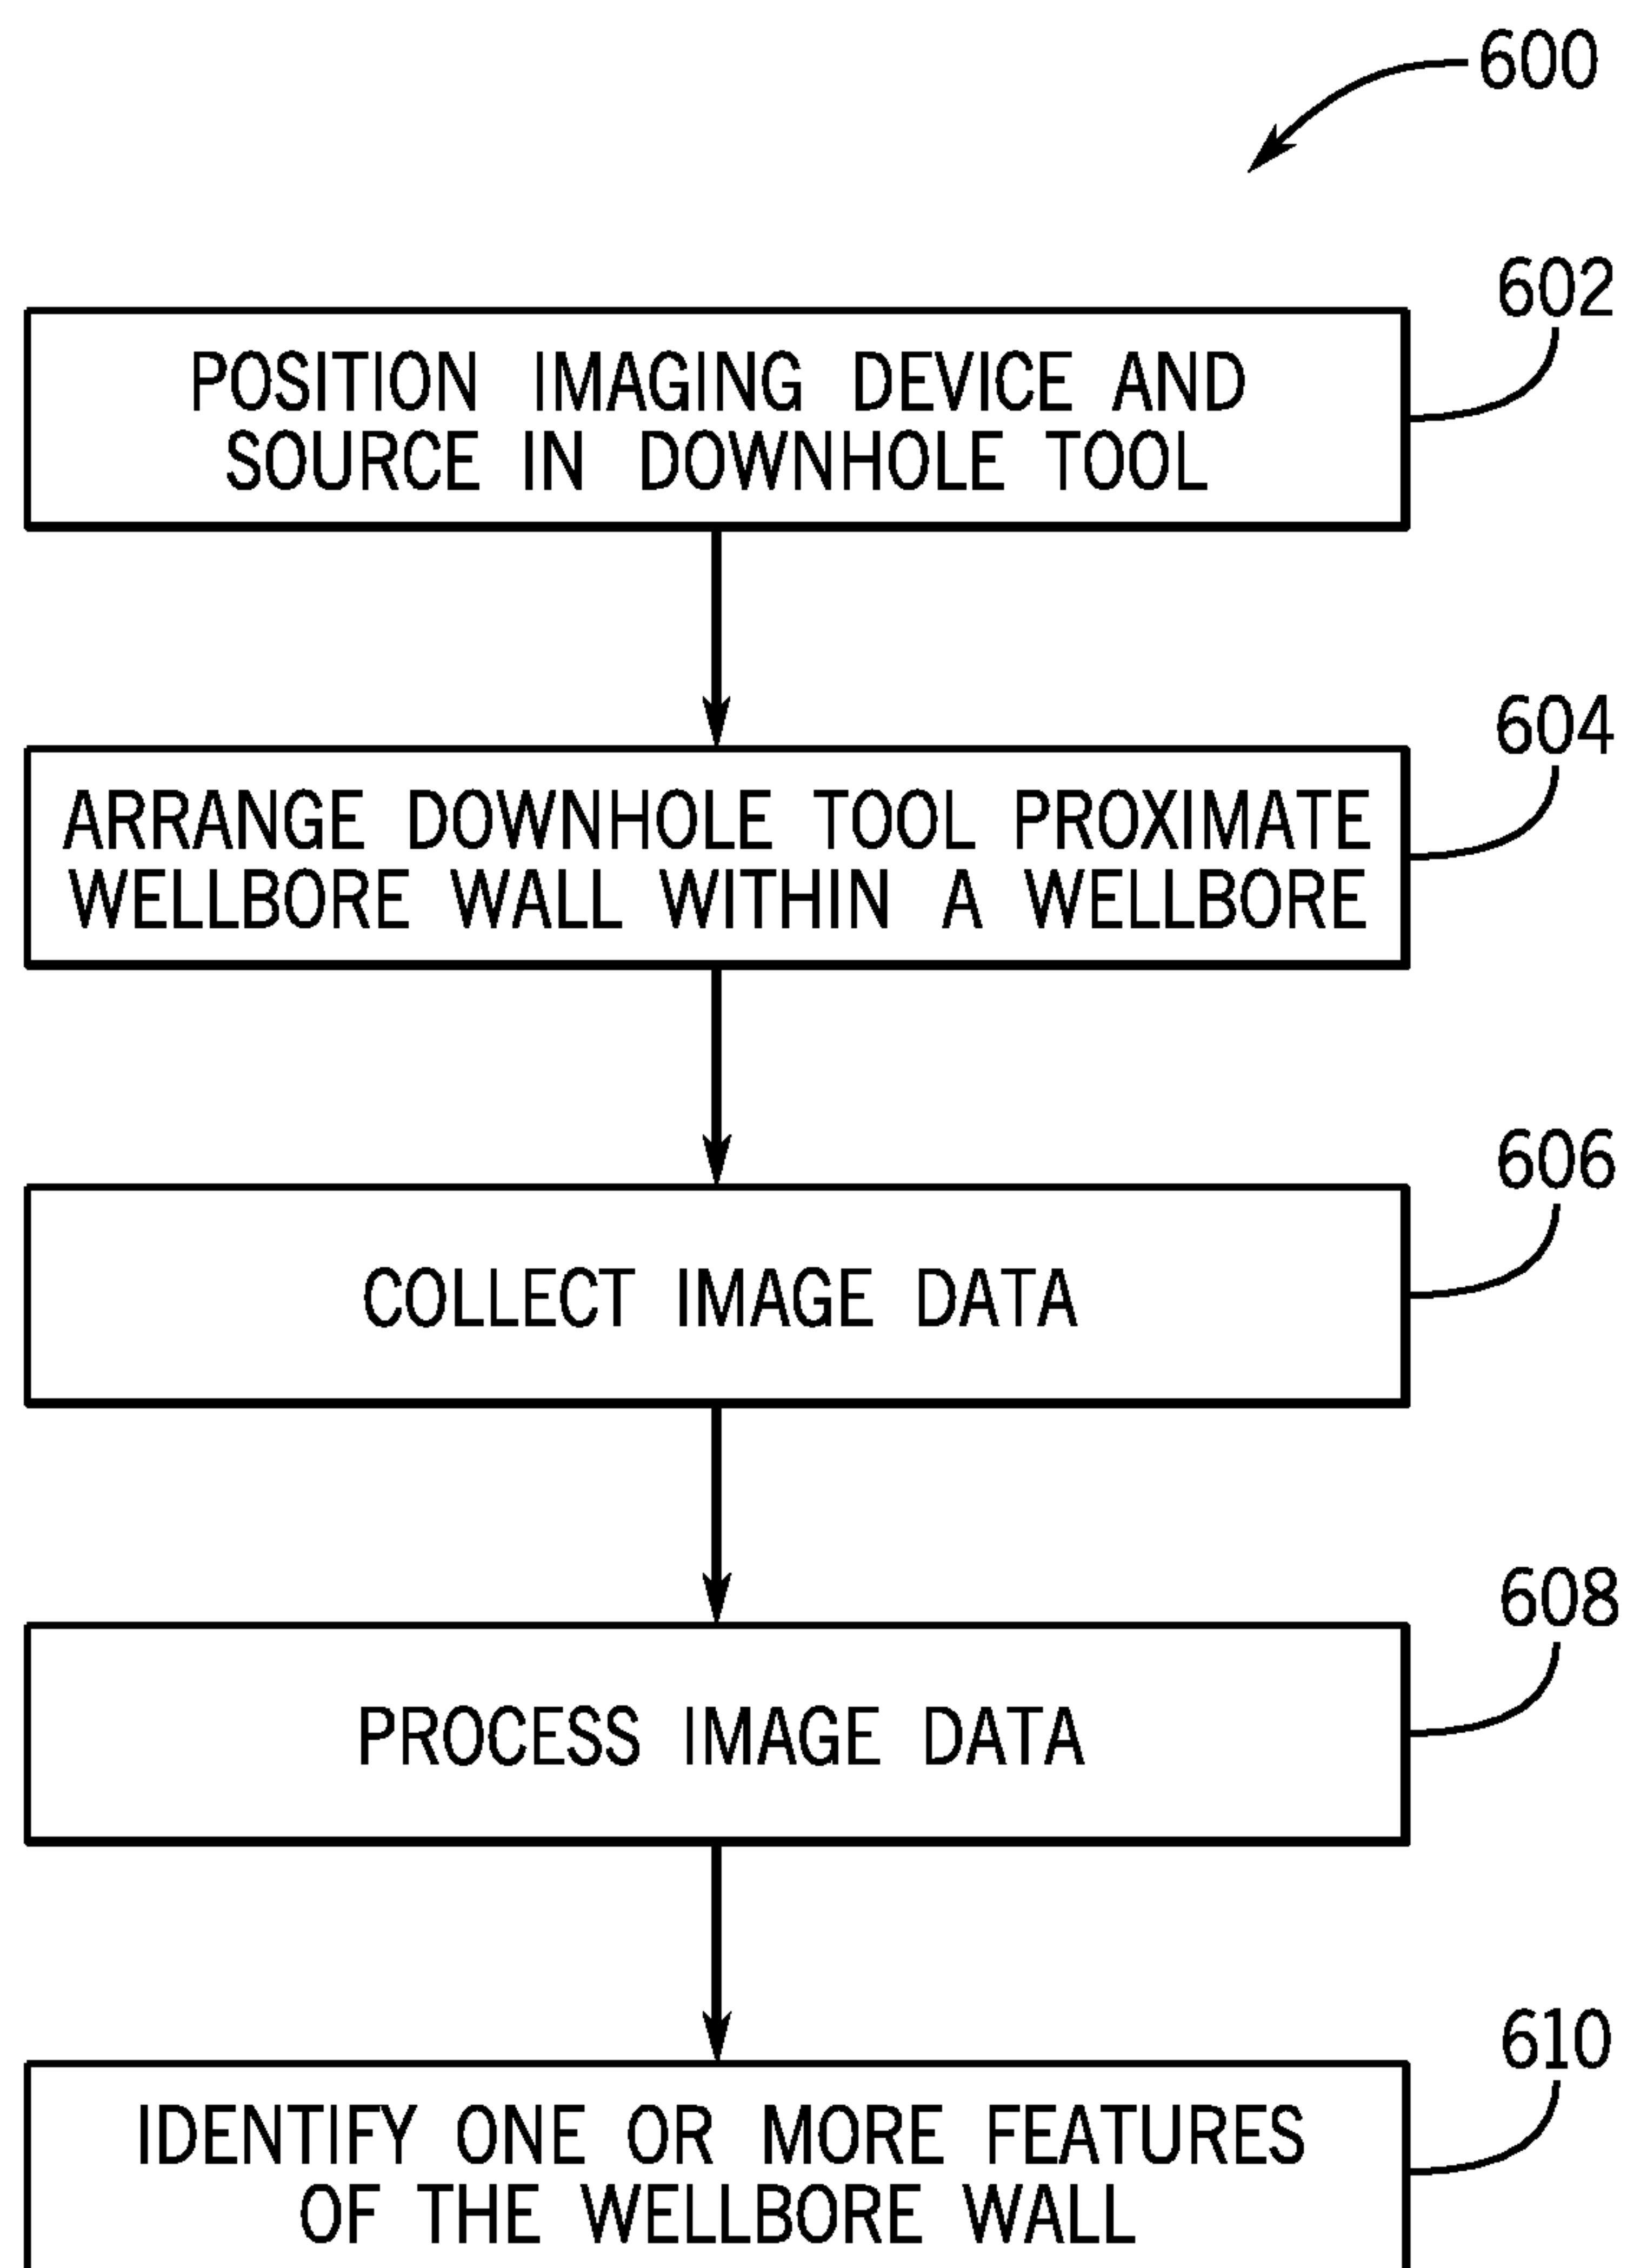 600
602
POSITION IMAGING DEVICE AND
SOURCE IN DOWNHOLE TOOL
604
ARRANGE DOWNHOLE TOOL PROXIMATE
WELLBORE WALL WITHIN A WELLBORE
606
COLLECT IMAGE DATA
608
PROCESS IMAGE DATA
610
IDENTIFY ONE OR MORE FEATURES
OF THE WELLBORE WALL